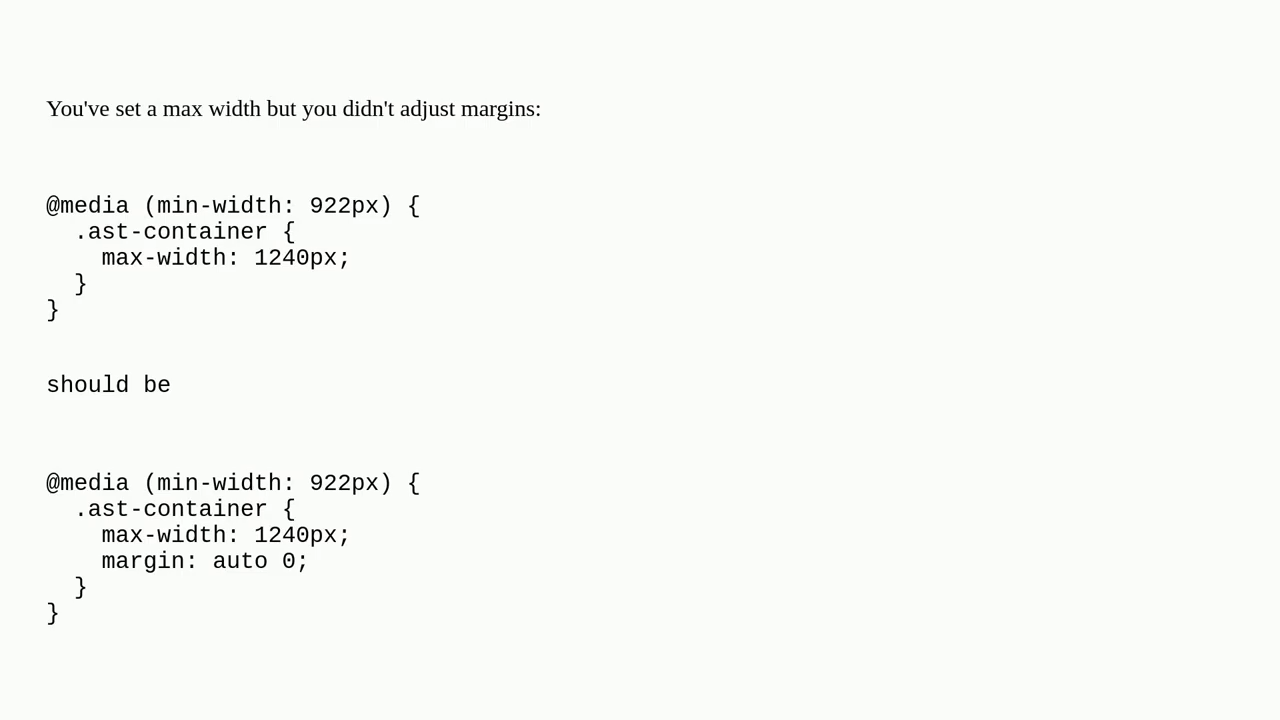 You've set a max width but you didn't adjust margins:
@media (min-width: 922px) {
  .ast-container {
    max-width: 1240px;
  }
}
should be
@media (min-width: 922px) {
  .ast-container {
    max-width: 1240px;
    margin: auto 0;
  }
}